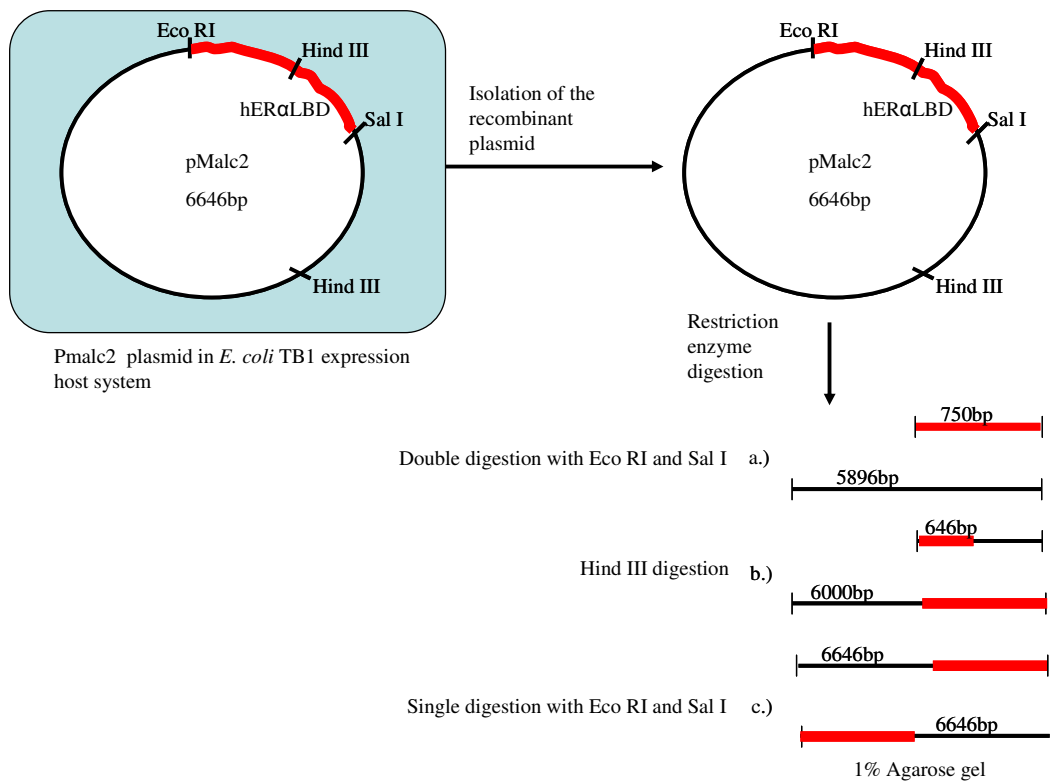 Eco RI
Hind III
hERαLBD
Sal I
pMalc2
6646bp
Hind III
Pmalc2 plasmid in E. coli TB1 expression
host system
Isolation of the
recombinant
plasmid
Eco RI
Hind III
hERαLBD
Sal I
pMalc2
6646bp
Hind III
Restriction
enzyme
digestion
750bp
Double digestion with Eco RI and Sal I a.)
5896bp
646bp
Hind III digestion b.)
6000bp
6646bp
Single digestion with Eco RI and Sal I c.)
6646bp
1% Agarose gel